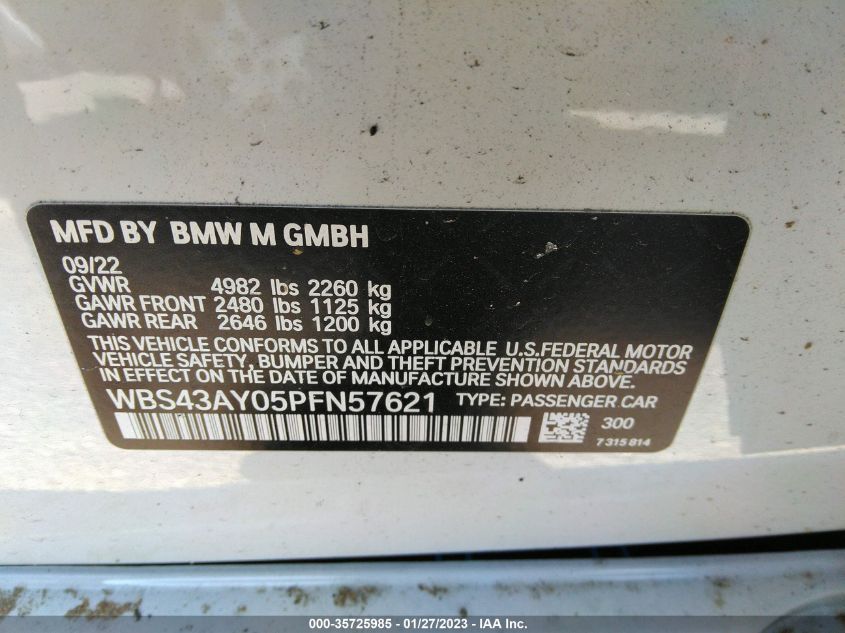 MFD BY BMW M GMBH
09/22
GVWR 4982 lbs 2260 kg
GAWR FRONT 2480 lbs 1125 kg
GAWR REAR 2646 lbs 1200 kg
THIS VEHICLE CONFORMS TO ALL APPLICABLE U.S.FEDERAL MOTOR
VEHICLE SAFETY, BUMPER AND THEFT PREVENTION STANDARDS
IN EFFECT ON THE DATE OF MANUFACTURE SHOWN ABOVE.
WBS43AY05PFN57621 TYPE: PASSENGER CAR
300
7 315 814
000-35725985 / 01/27/2023 / IAA Inc.